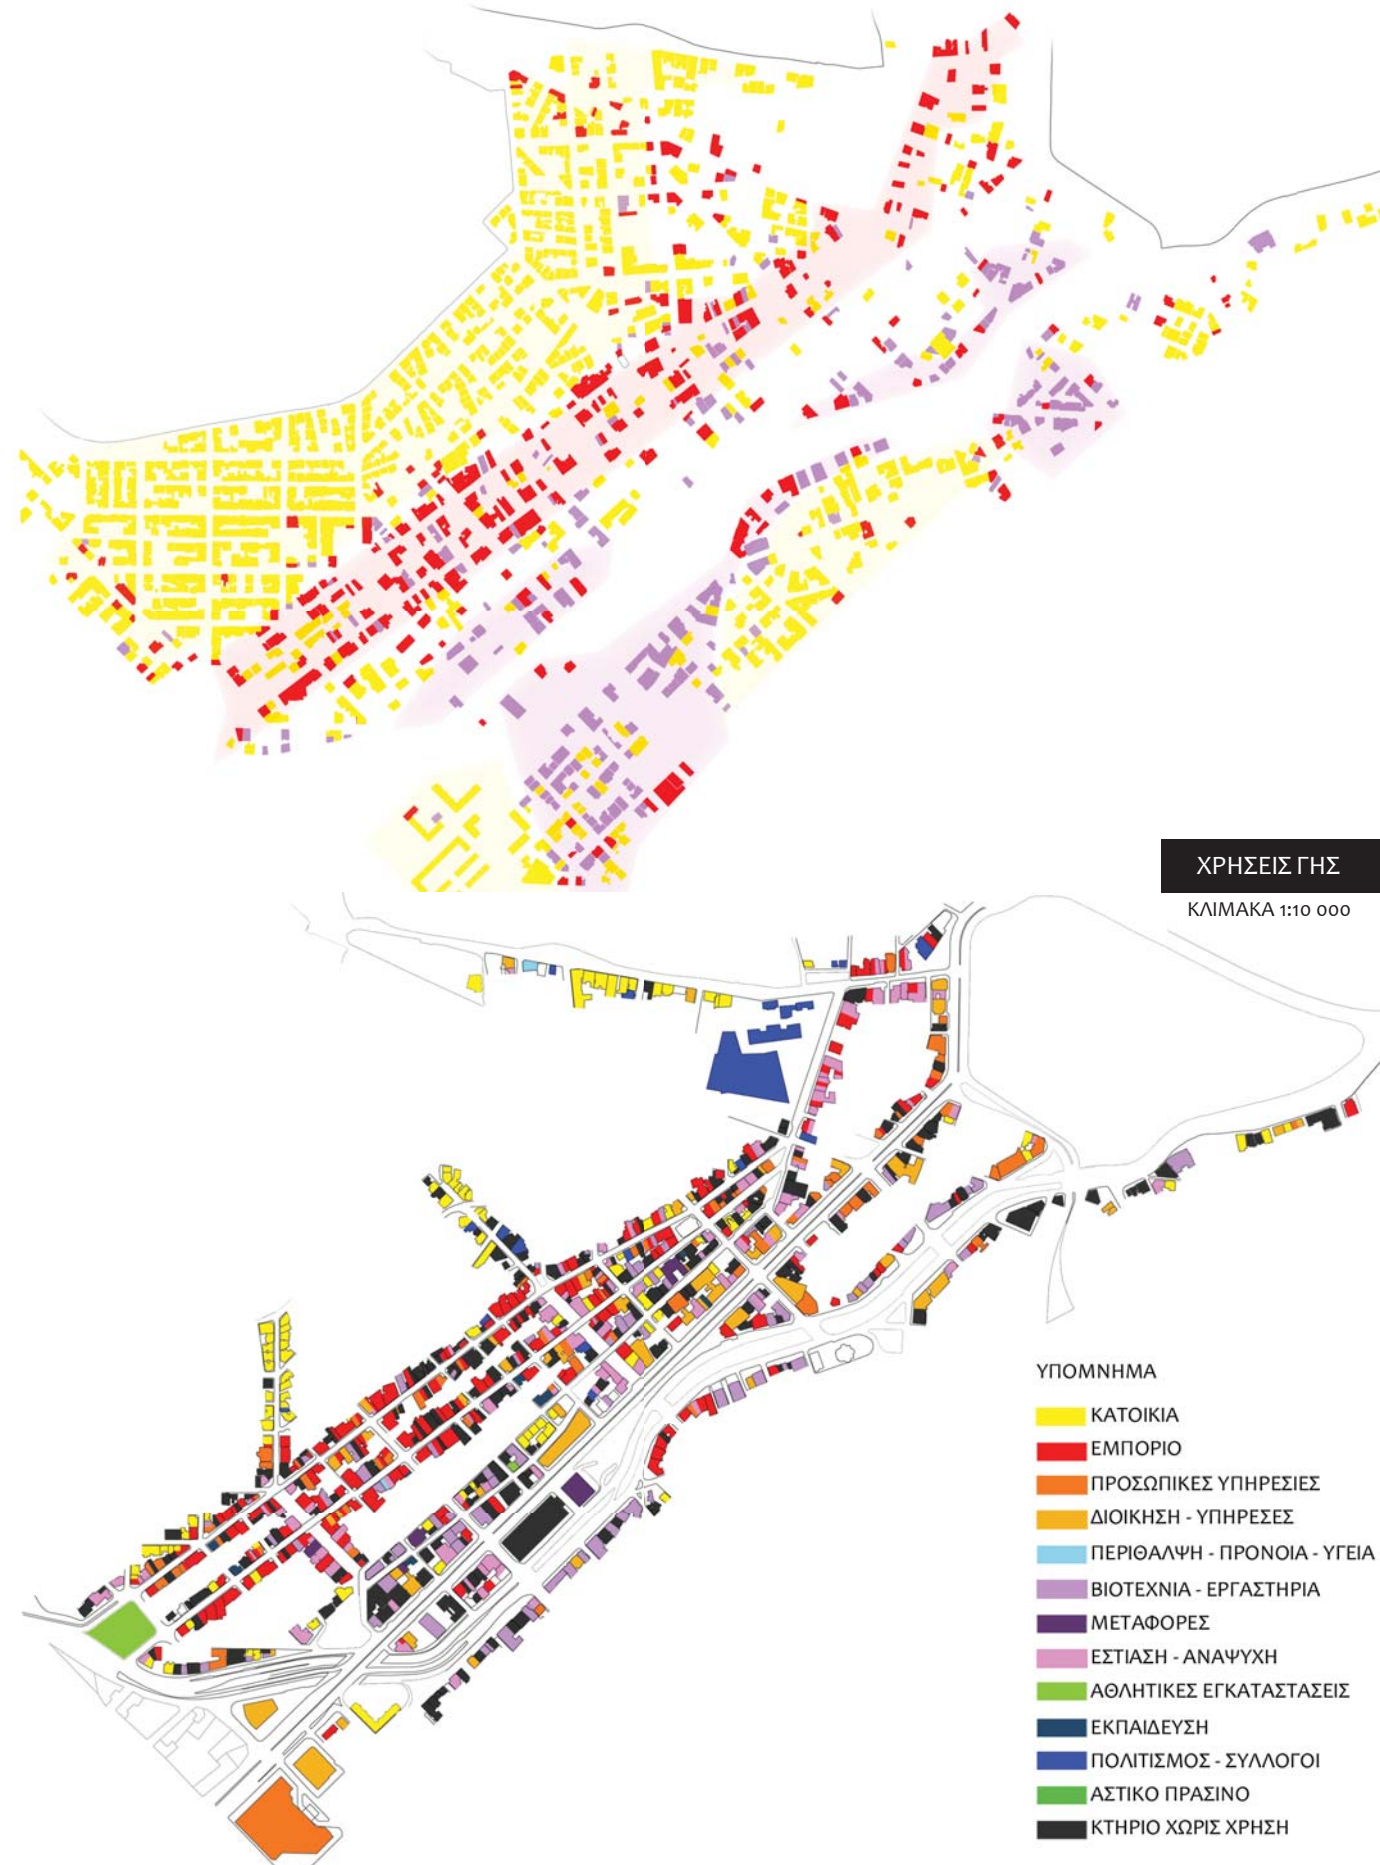 ΧΡΗΣΕΙΣ ΓΗΣ
ΚΛΙΜΑΚΑ 1:10 000
ΥΠΟΜΝΗΜΑ
ΚΑΤΟΙΚΙΑ
ΕΜΠΟΡΙΟ
ΠΡΟΣΩΠΙΚΕΣ ΥΠΗΡΕΣΙΕΣ
ΔΙΟΙΚΗΣΗ - ΥΠΗΡΕΣΕΣ
ΠΕΡΙΘΑΛΨΗ - ΠΡΟΝΟΙΑ - ΥΓΕΙΑ
ΒΙΟΤΕΧΝΙΑ - ΕΡΓΑΣΤΗΡΙΑ
ΜΕΤΑΦΟΡΕΣ
ΕΣΤΙΑΣΗ - ΑΝΑΨΥΧΗ
ΑΘΛΗΤΙΚΕΣ ΕΓΚΑΤΑΣΤΑΣΕΙΣ
ΕΚΠΑΙΔΕΥΣΗ
ΠΟΛΙΤΙΣΜΟΣ - ΣΥΛΛΟΓΟΙ
ΑΣΤΙΚΟ ΠΡΑΣΙΝΟ
ΚΤΗΡΙΟ ΧΩΡΙΣ ΧΡΗΣΗ